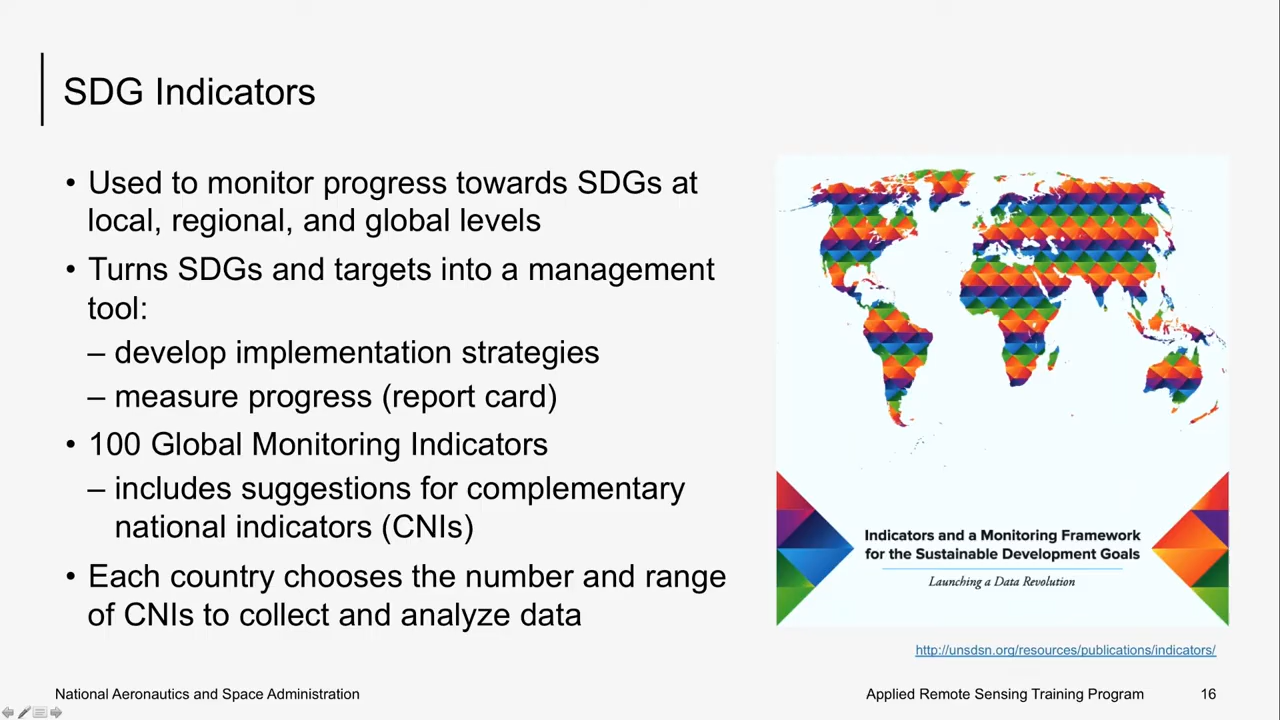 SDG Indicators
• Used to monitor progress towards SDGs at
local, regional, and global levels
• Turns SDGs and targets into a management
tool:
– develop implementation strategies
– measure progress (report card)
• 100 Global Monitoring Indicators
– includes suggestions for complementary
national indicators (CNIs)
• Each country chooses the number and range
of CNIs to collect and analyze data
Indicators and a Monitoring Framework
for the Sustainable Development Goals
Launching a Data Revolution
http://unsdsn.org/resources/publications/indicators/
National Aeronautics and Space Administration
Applied Remote Sensing Training Program
16